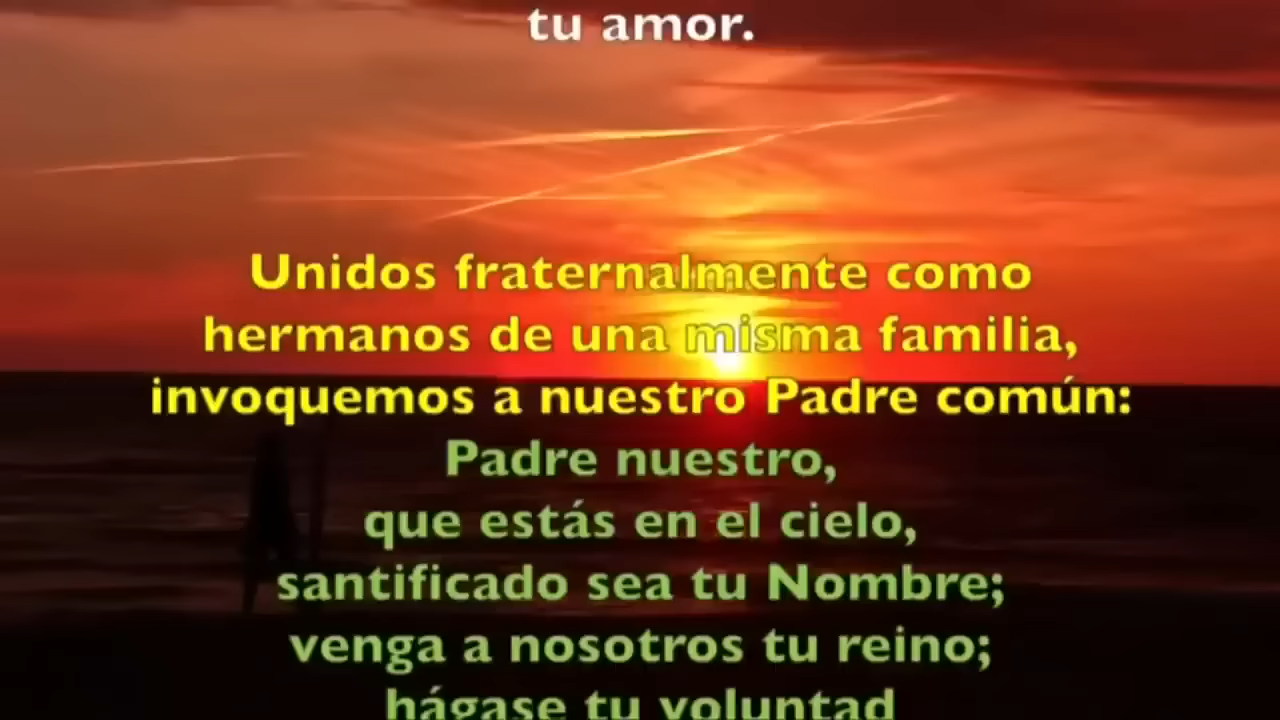 tu amor.
Unidos fraternalmente como
hermanos de una misma familia,
invoquemos a nuestro Padre común:
Padre nuestro,
que estás en el cielo,
santificado sea tu Nombre;
venga a nosotros tu reino;
hágase tu voluntad